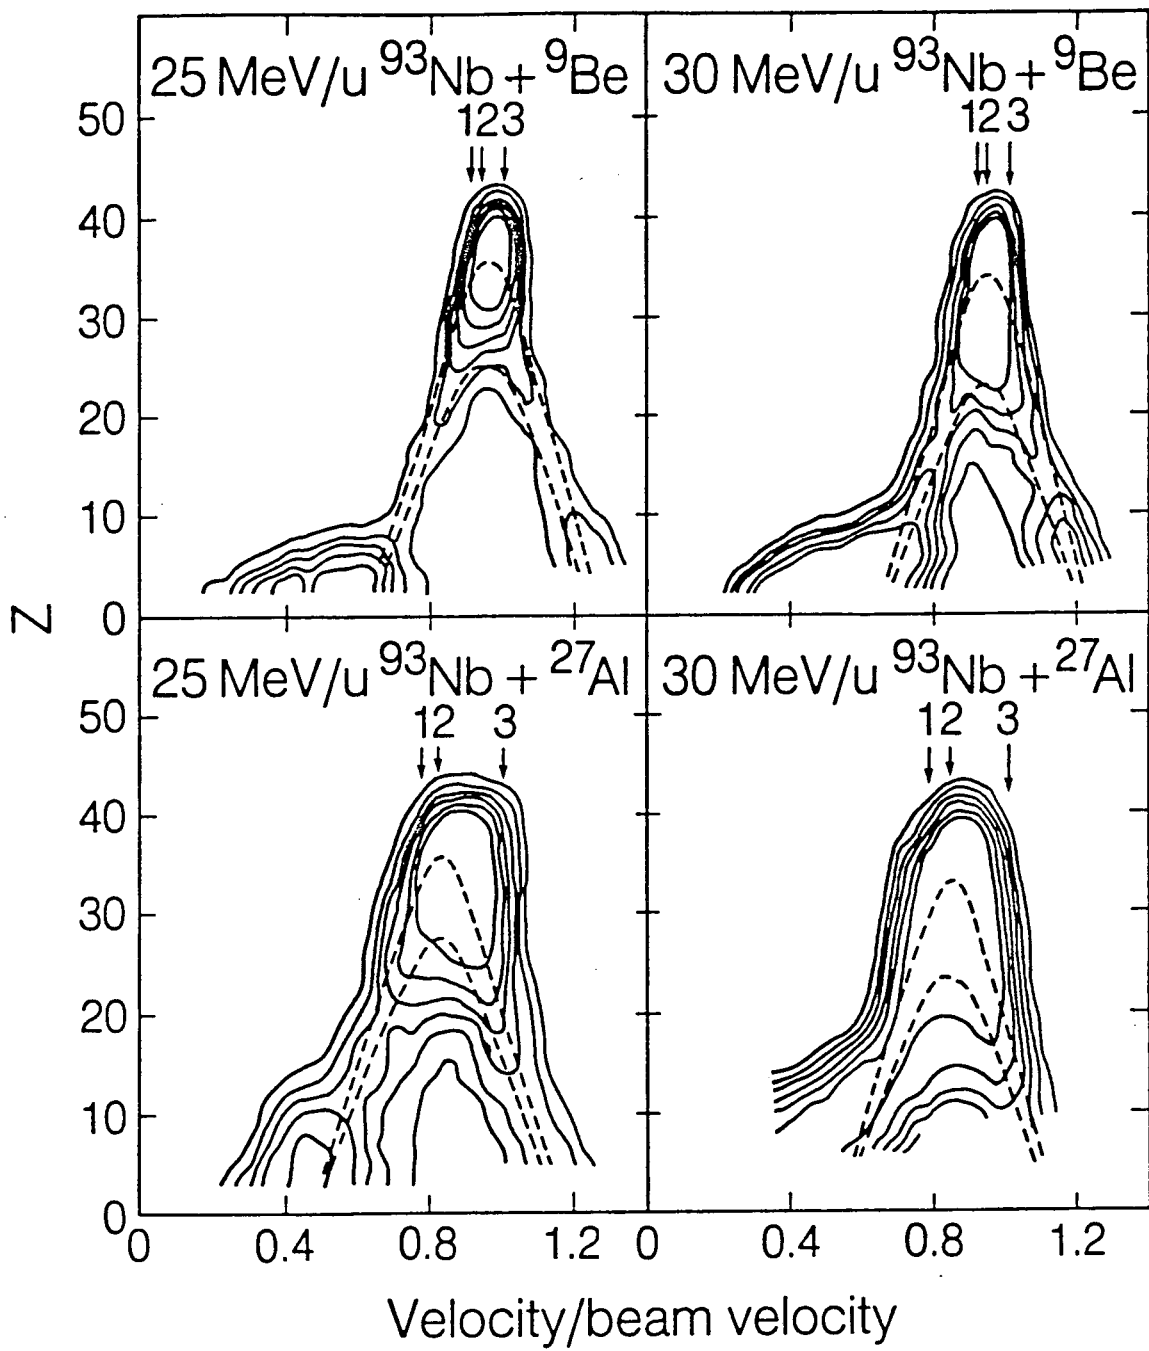 25 MeV/u ⁹³Nb + ⁹Be
123
30 MeV/u ⁹³Nb + ⁹Be
12 3
50
40
30
20
10
0
25 MeV/u ⁹³Nb + ²⁷Al
12 3
30 MeV/u ⁹³Nb + ²⁷Al
12 3
50
40
30
20
10
0
Z
0 0.4 0.8 1.2 0 0.4 0.8 1.2
Velocity/beam velocity